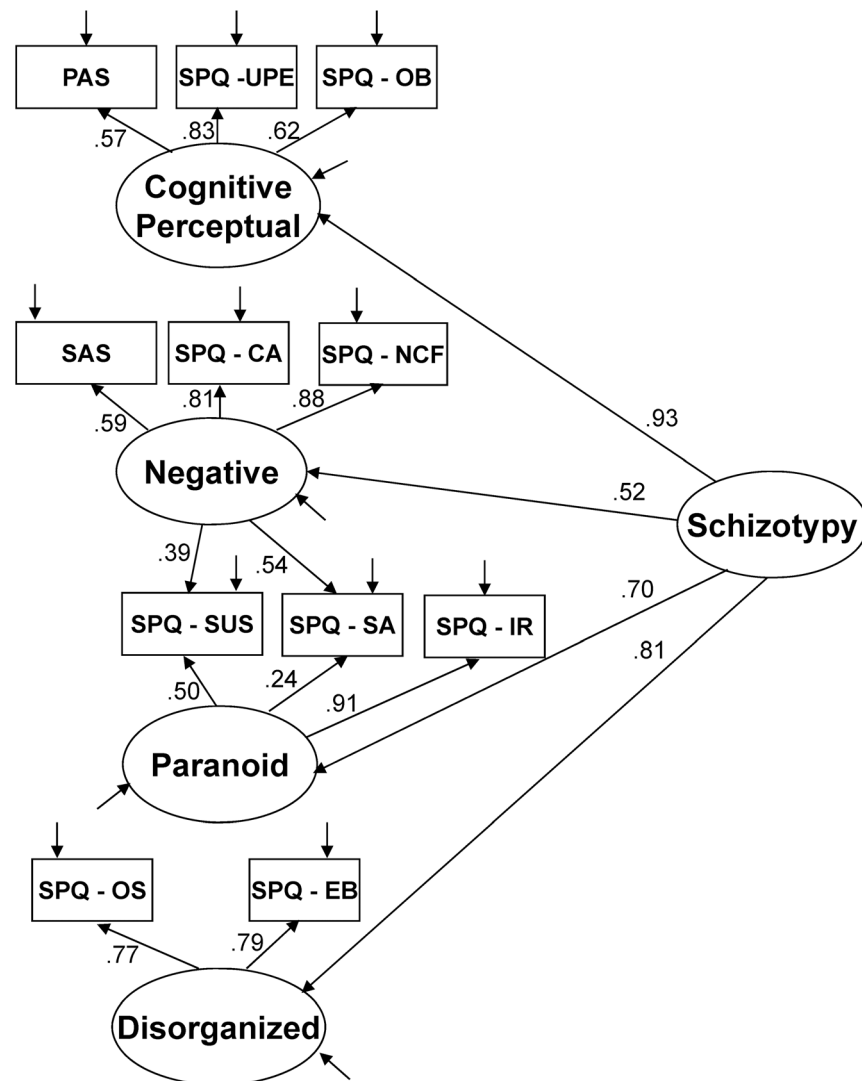 PAS
SPQ -UPE
SPQ - OB
.57
.83
.62
Cognitive
Perceptual
SAS
SPQ - CA
SPQ - NCF
.59
.81
.88
.93
Negative
.52
Schizotypy
.39
.54
.70
SPQ - SUS
SPQ - SA
SPQ - IR
.81
.50
.24
.91
Paranoid
SPQ - OS
SPQ - EB
.77
.79
Disorganized